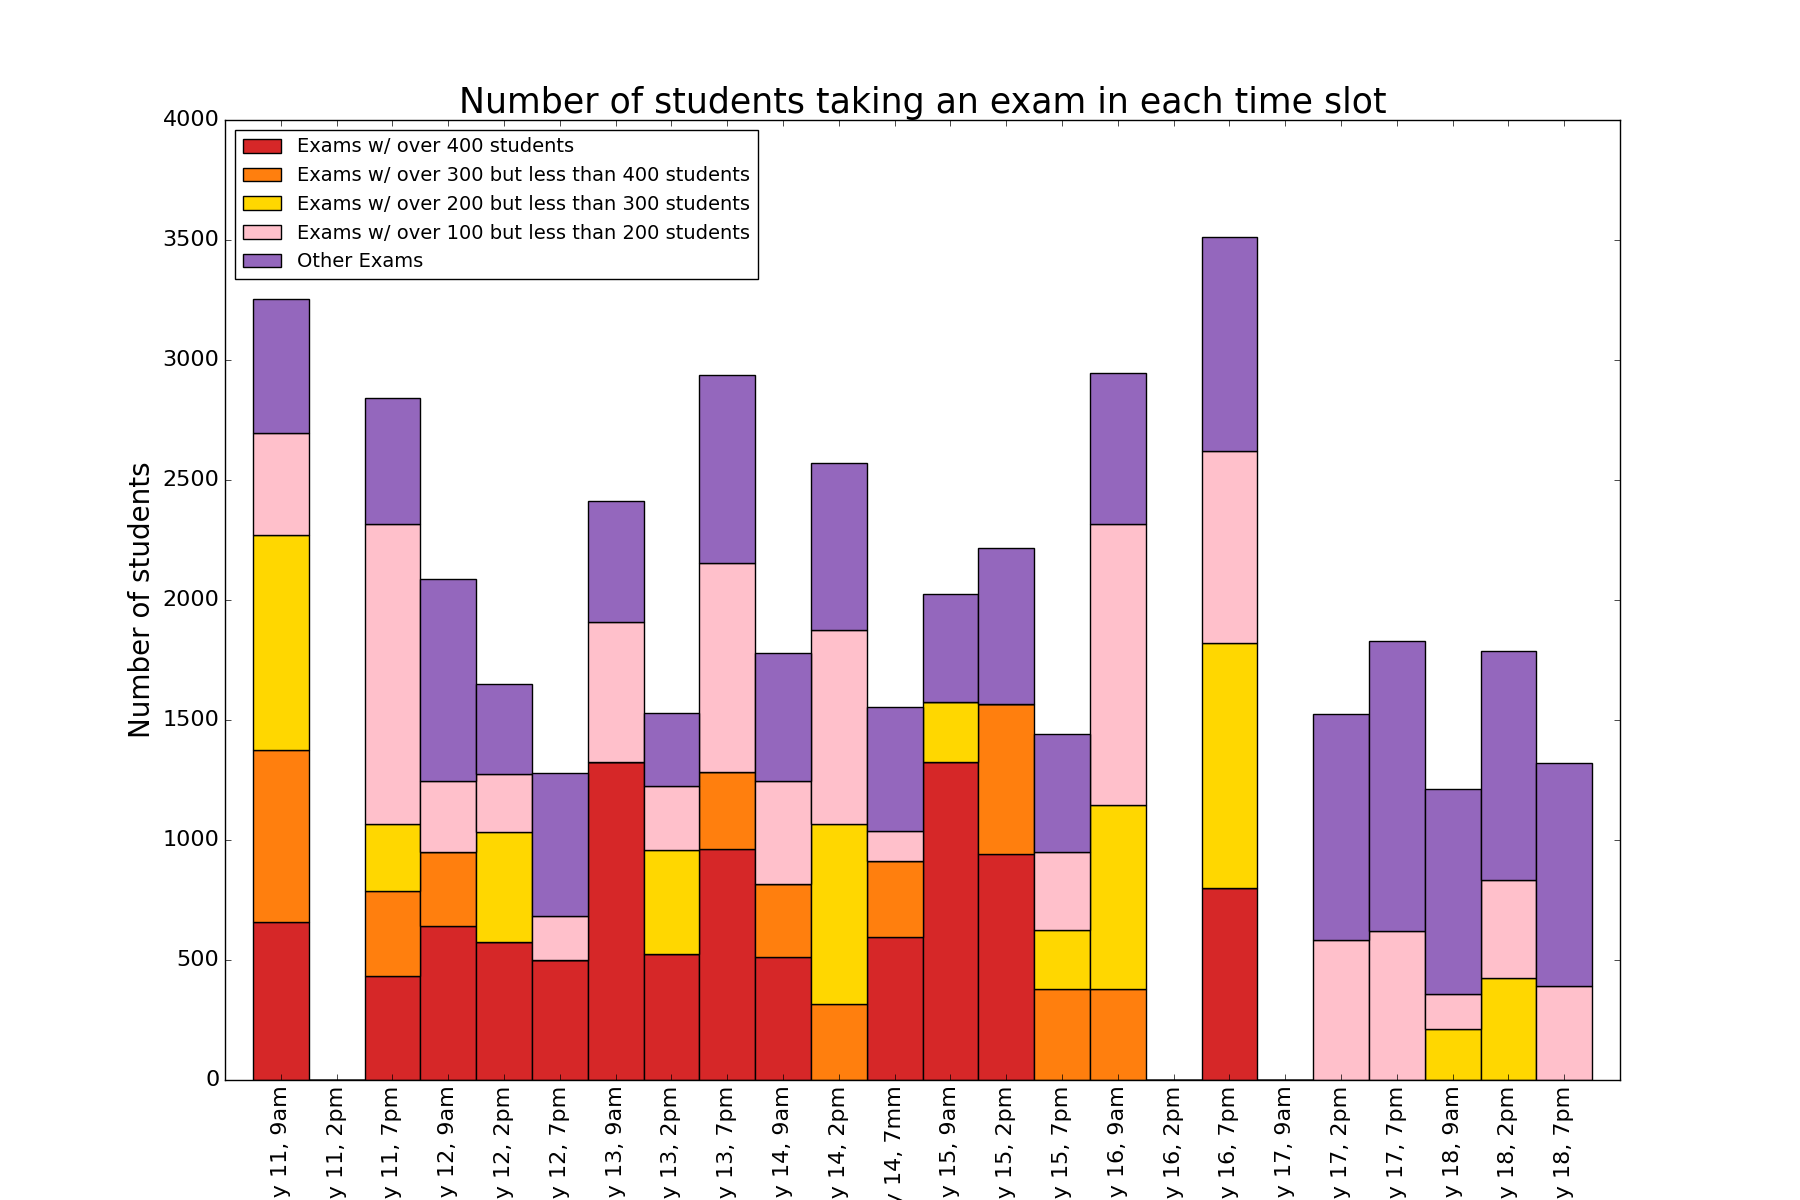 Number of students taking an exam in each time slot
4000
3500
3000
2500
2000
1500
1000
500
0
Number of students
Exams w/ over 400 students
Exams w/ over 300 but less than 400 students
Exams w/ over 200 but less than 300 students
Exams w/ over 100 but less than 200 students
Other Exams
y 11, 9am
y 11, 2pm
y 11, 7pm
y 12, 9am
y 12, 2pm
y 12, 7pm
y 13, 9am
y 13, 2pm
y 13, 7pm
y 14, 9am
y 14, 2pm
y 14, 7mm
y 15, 9am
y 15, 2pm
y 15, 7pm
y 16, 9am
y 16, 2pm
y 16, 7pm
y 17, 9am
y 17, 2pm
y 17, 7pm
y 18, 9am
y 18, 2pm
y 18, 7pm